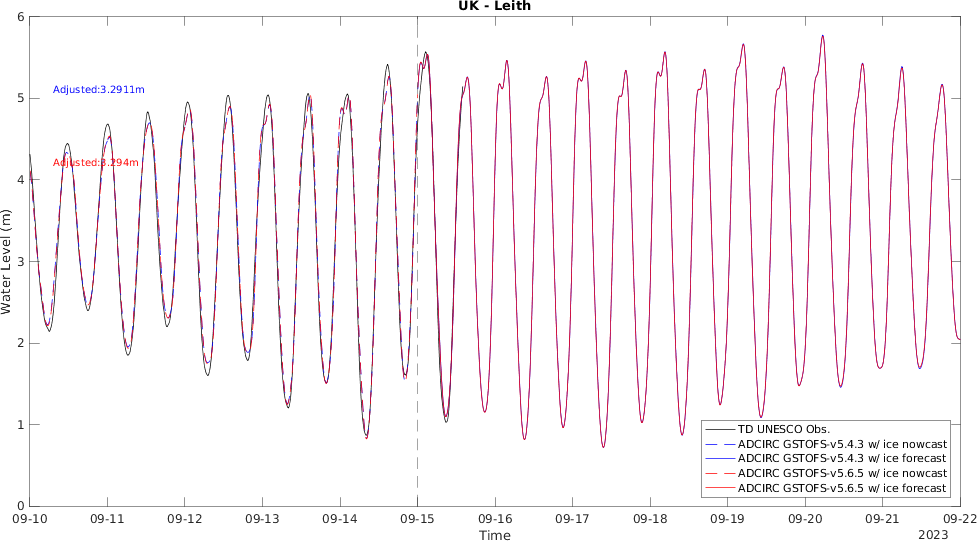 UK - Leith
6
5
4
3
2
1
0
Water Level (m)
Adjusted:3.2911m
Adjusted:3.294m
TD UNESCO Obs.
ADCIRC GSTOFS-v5.4.3 w/ ice nowcast
ADCIRC GSTOFS-v5.4.3 w/ ice forecast
ADCIRC GSTOFS-v5.6.5 w/ ice nowcast
ADCIRC GSTOFS-v5.6.5 w/ ice forecast
09-10 09-11 09-12 09-13 09-14 09-15 09-16 09-17 09-18 09-19 09-20 09-21 09-22
Time
2023